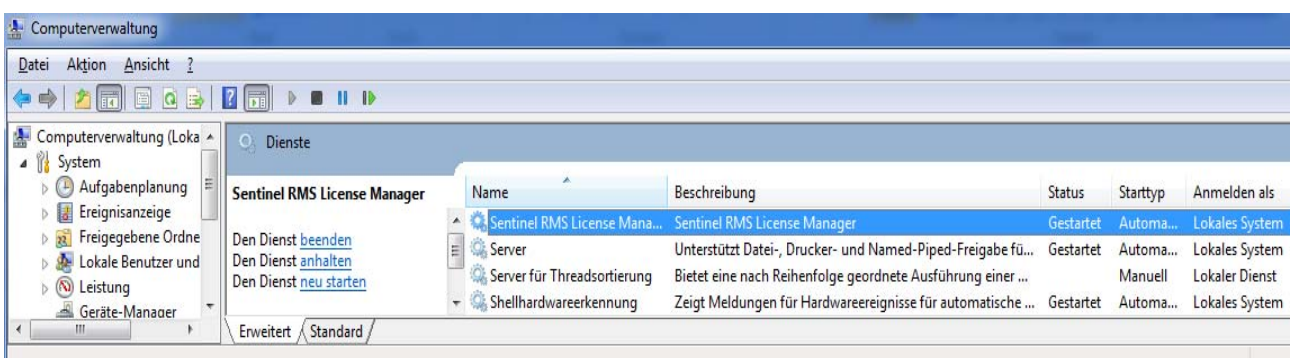 Computerverwaltung
Datei Aktion Ansicht ?
Computerverwaltung (Loka
System
Aufgabenplanung
Ereignisanzeige
Freigegebene Ordne
Lokale Benutzer und
Leistung
Geräte-Manager
Dienste
Sentinel RMS License Manager
Den Dienst beenden
Den Dienst anhalten
Den Dienst neu starten
Name Beschreibung Status Starttyp Anmelden als
Sentinel RMS License Mana... Sentinel RMS License Manager Gestartet Automa... Lokales System
Server Unterstützt Datei-, Drucker- und Named-Piped-Freigabe fü... Gestartet Automa... Lokales System
Server für Threadsortierung Bietet eine nach Reihenfolge geordnete Ausführung einer ... Manuell Lokaler Dienst
Shellhardwareerkennung Zeigt Meldungen für Hardwareereignisse für automatische ... Gestartet Automa... Lokales System
Erweitert Standard